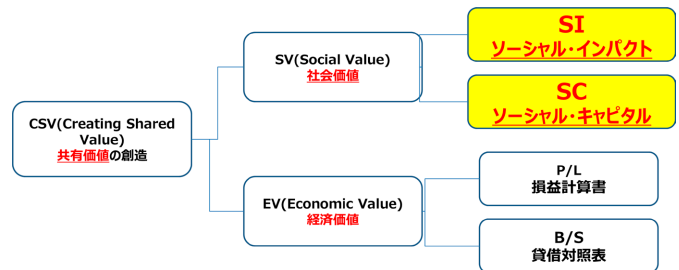 CSV(Creating Shared
Value)
共有価値の創造
SV(Social Value)
社会価値
SI
ソーシャル・インパクト
SC
ソーシャル・キャピタル
EV(Economic Value)
経済価値
P/L
損益計算書
B/S
貸借対照表